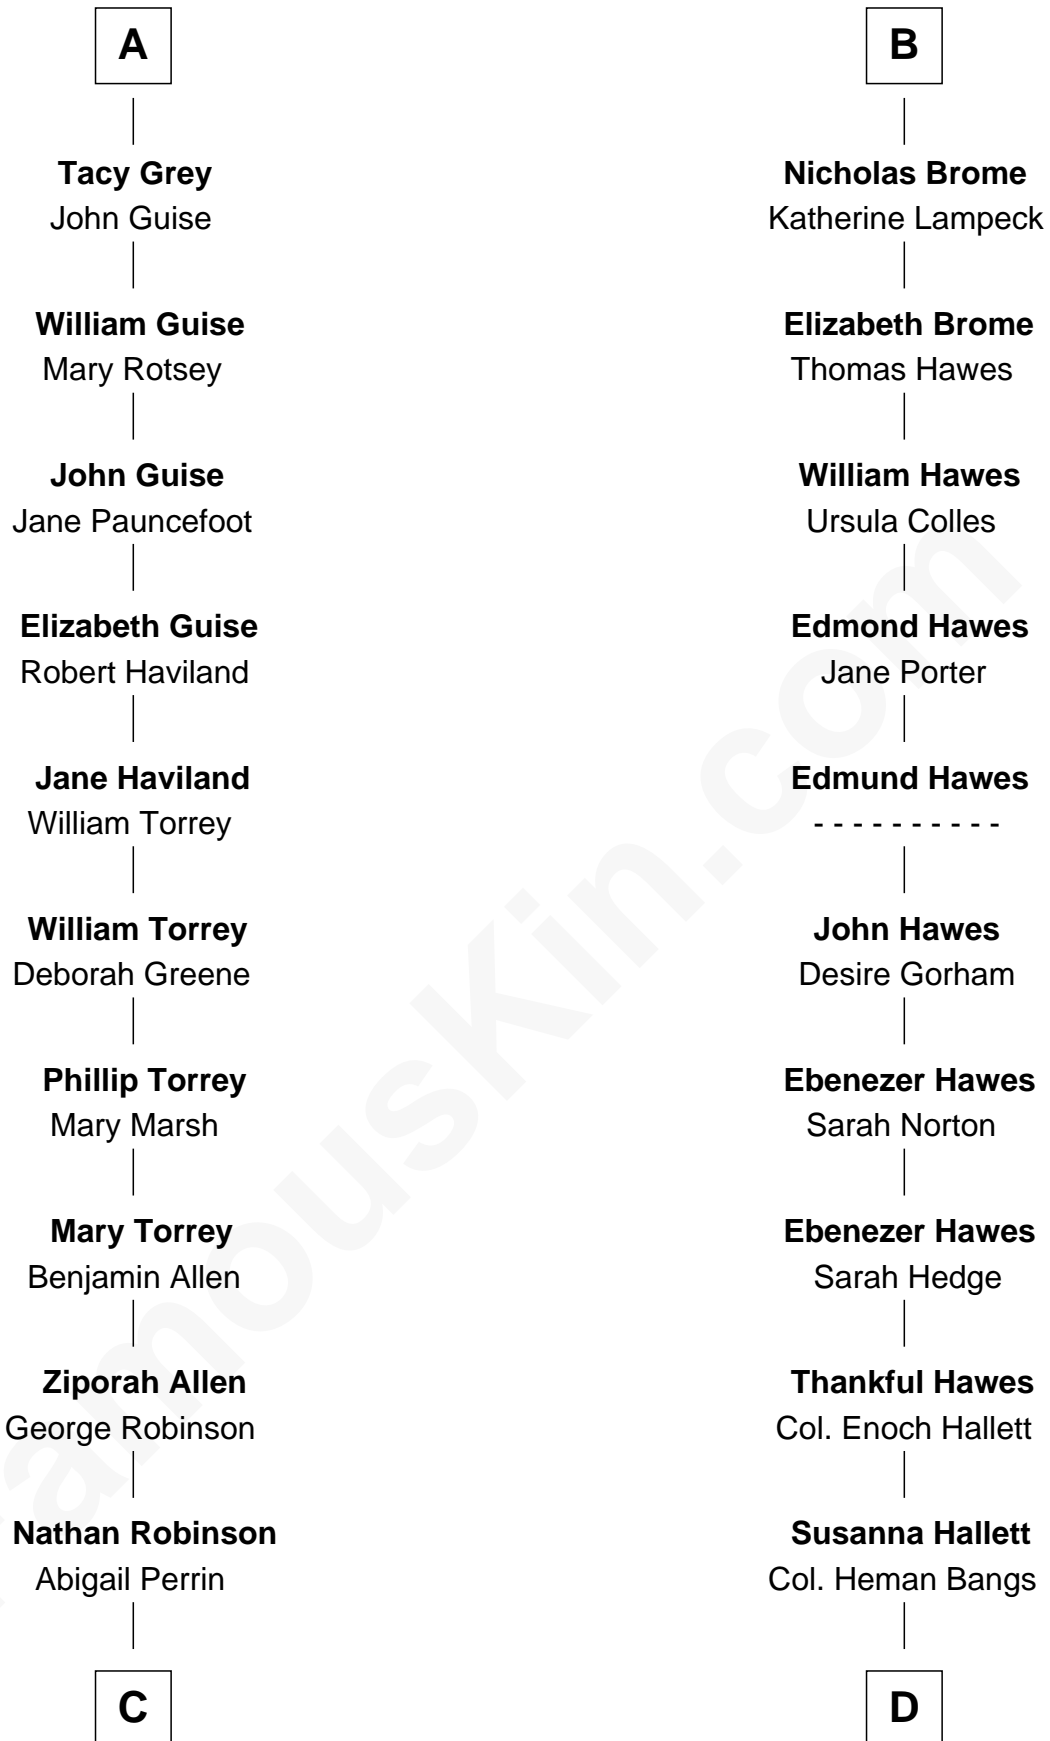 A
Tacy Grey
John Guise
William Guise
Mary Rotsey
John Guise
Jane Pauncefoot
Elizabeth Guise
Robert Haviland
Jane Haviland
William Torrey
William Torrey
Deborah Greene
Phillip Torrey
Mary Marsh
Mary Torrey
Benjamin Allen
Ziporah Allen
George Robinson
Nathan Robinson
Abigail Perrin
C
B
Nicholas Brome
Katherine Lampeck
Elizabeth Brome
Thomas Hawes
William Hawes
Ursula Colles
Edmond Hawes
Jane Porter
Edmund Hawes
- - - - - - - - - -
John Hawes
Desire Gorham
Ebenezer Hawes
Sarah Norton
Ebenezer Hawes
Sarah Hedge
Thankful Hawes
Col. Enoch Hallett
Susanna Hallett
Col. Heman Bangs
D
FamousKin.com